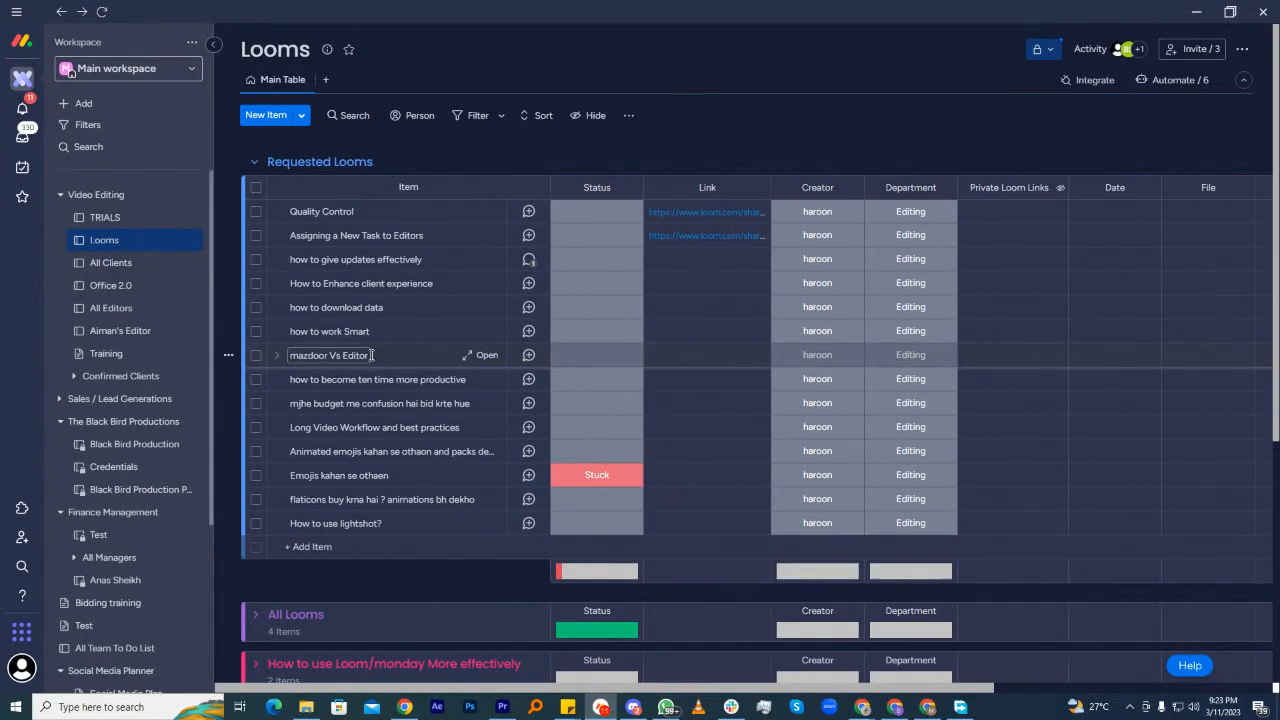 Workspace
Main workspace
Add
Filters
Search
Video Editing
TRIALS
Looms
All Clients
Office 2.0
All Editors
Aiman's Editor
Training
Confirmed Clients
Sales / Lead Generations
The Black Bird Productions
Black Bird Production
Credentials
Black Bird Production P...
Finance Management
Test
All Managers
Anas Sheikh
Bidding training
Test
All Team To Do List
Social Media Planner
11
330
Looms
Activity
+1
Invite / 3
Main Table
+
Integrate
Automate / 6
New Item
Search
Person
Filter
Sort
Hide
Requested Looms
Item Status Link Creator Department Private Loom Links Date File
Quality Control https://www.loom.com/shar... haroon Editing
Assigning a New Task to Editors https://www.loom.com/shar... haroon Editing
how to give updates effectively haroon Editing
How to Enhance client experience haroon Editing
how to download data haroon Editing
how to work Smart haroon Editing
mazdoor Vs Editor Open haroon Editing
how to become ten time more productive haroon Editing
mjhe budget me confusion hai bid krte hue haroon Editing
Long Video Workflow and best practices haroon Editing
Animated emojis kahan se othaon and packs de... haroon Editing
Emojis kahan se othaen Stuck haroon Editing
flaticons buy krna hai ? animations bh dekho haroon Editing
How to use lightshot? haroon Editing
+ Add Item
All Looms Status Creator Department
4 Items
How to use Loom/monday More effectively Status Creator Department
2 Items
Help
Type here to search
99+
27°C
9:23 PM
3/11/2023